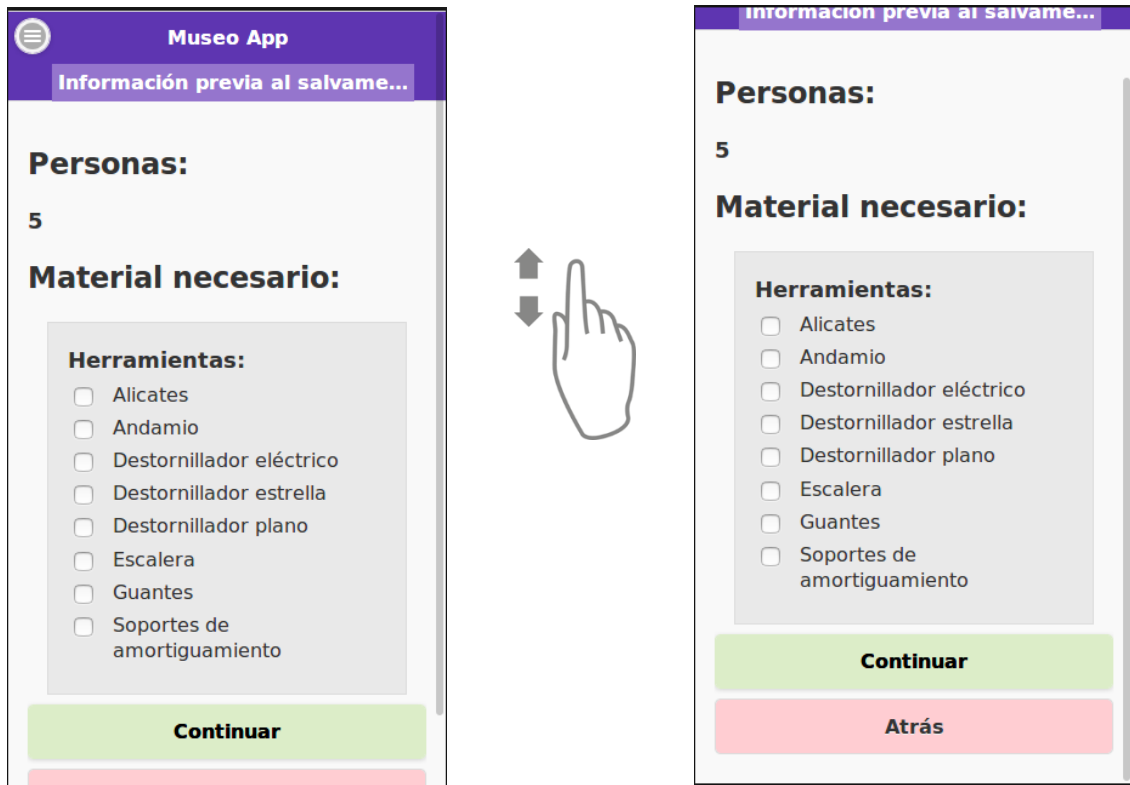 Museo App
Información previa al salvame...
Personas:
5
Material necesario:
Herramientas:
Alicates
Andamio
Destornillador eléctrico
Destornillador estrella
Destornillador plano
Escalera
Guantes
Soportes de
amortiguamiento
Continuar
Información previa al salvame...
Personas:
5
Material necesario:
Herramientas:
Alicates
Andamio
Destornillador eléctrico
Destornillador estrella
Destornillador plano
Escalera
Guantes
Soportes de
amortiguamiento
Continuar
Atrás